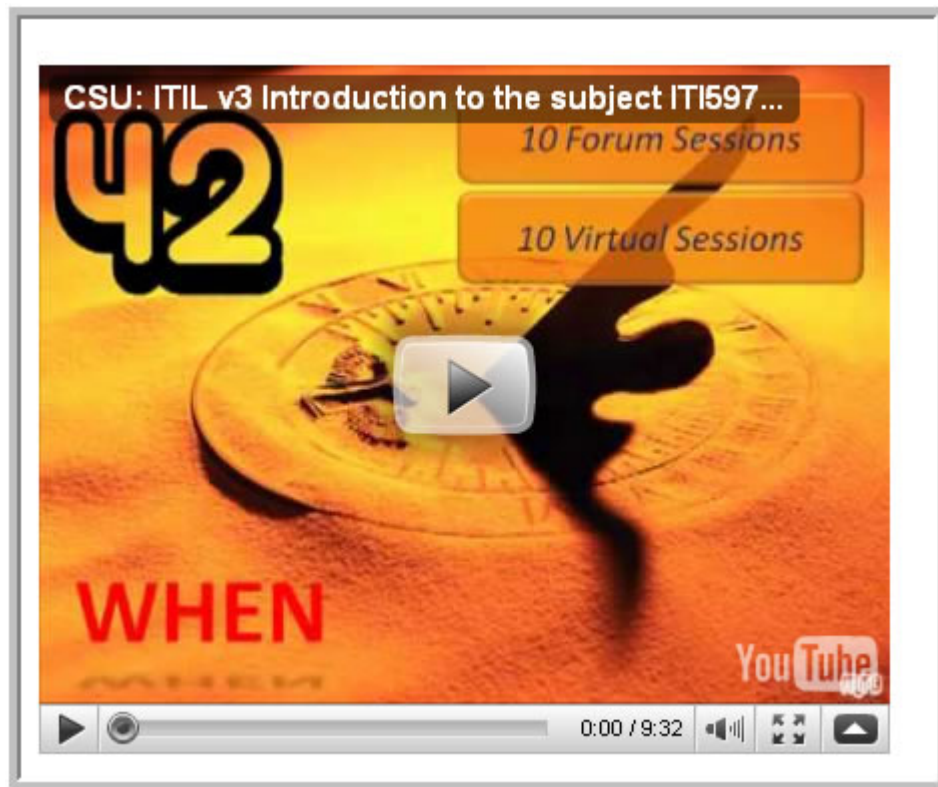 CSU: ITIL v3 Introduction to the subject ITI597...
42
10 Forum Sessions
10 Virtual Sessions
WHEN
YouTube
0:00 / 9:32